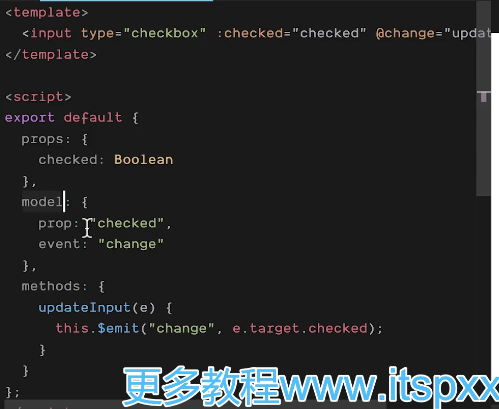 <template>
  <input type="checkbox" :checked="checked" @change="updat
</template>

<script>
export default {
  props: {
    checked: Boolean
  },
  model: {
    prop: "checked",
    event: "change"
  },
  methods: {
    updateInput(e) {
      this.$emit("change", e.target.checked);
    }
  }
};
更多教程www.itspxx